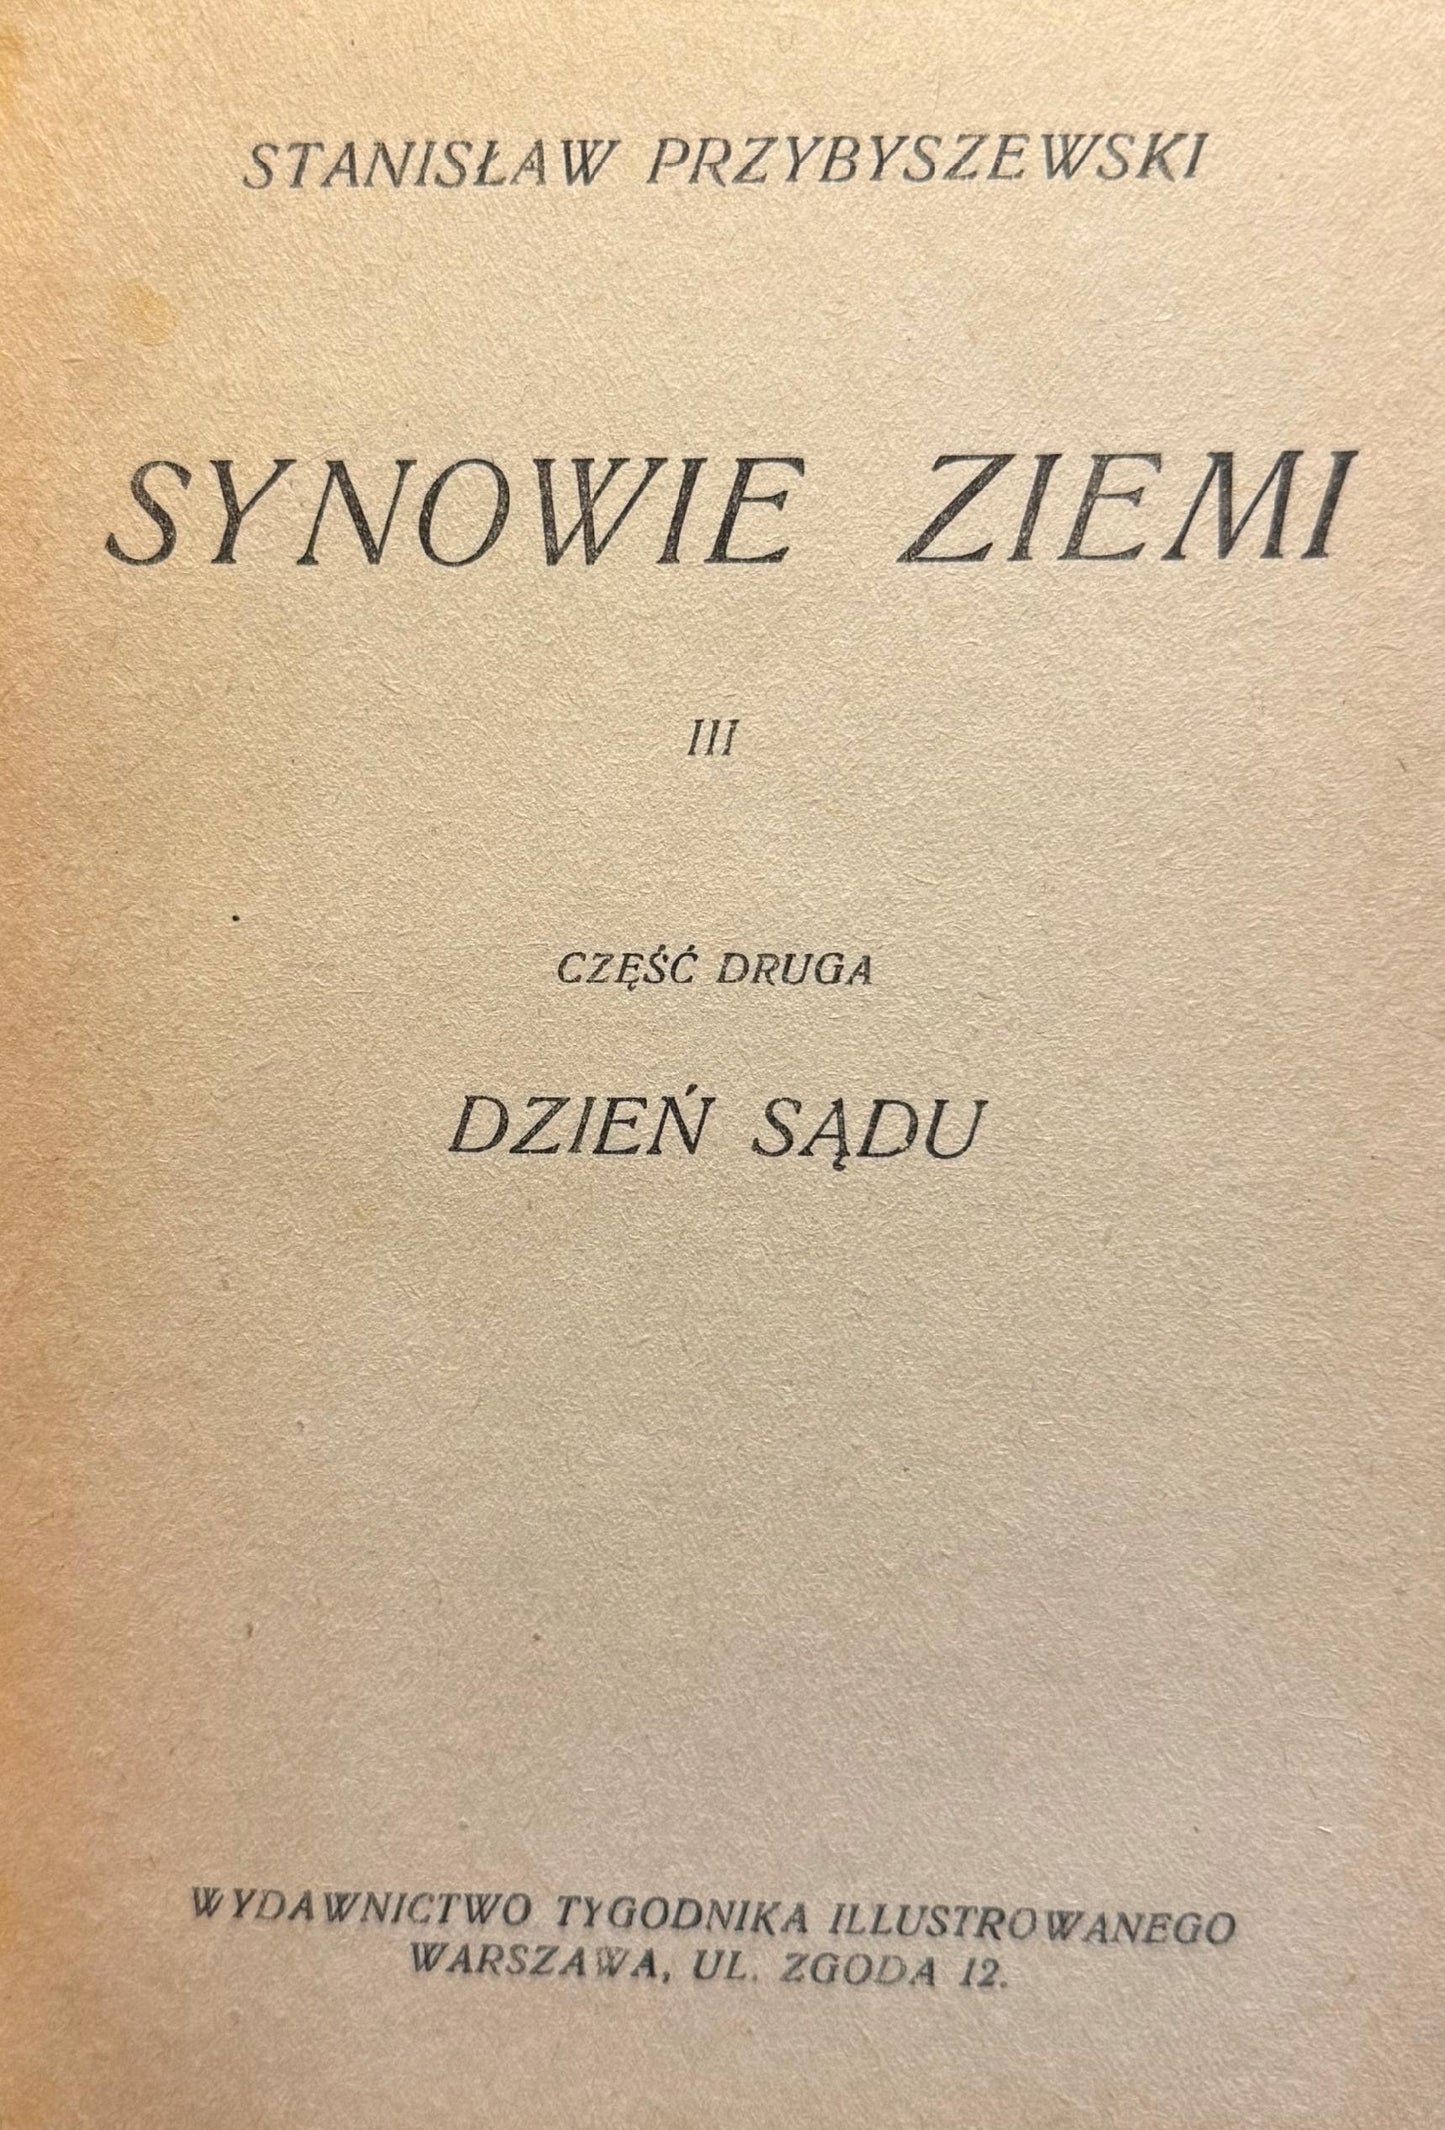 STANISŁAW PRZYBYSZEWSKI
SYNOWIE ZIEMI
III
CZĘŚĆ DRUGA
DZIEŃ SĄDU
WYDAWNICTWO TYGODNIKA ILLUSTROWANEGO
WARSZAWA, UL. ZGODA 12.